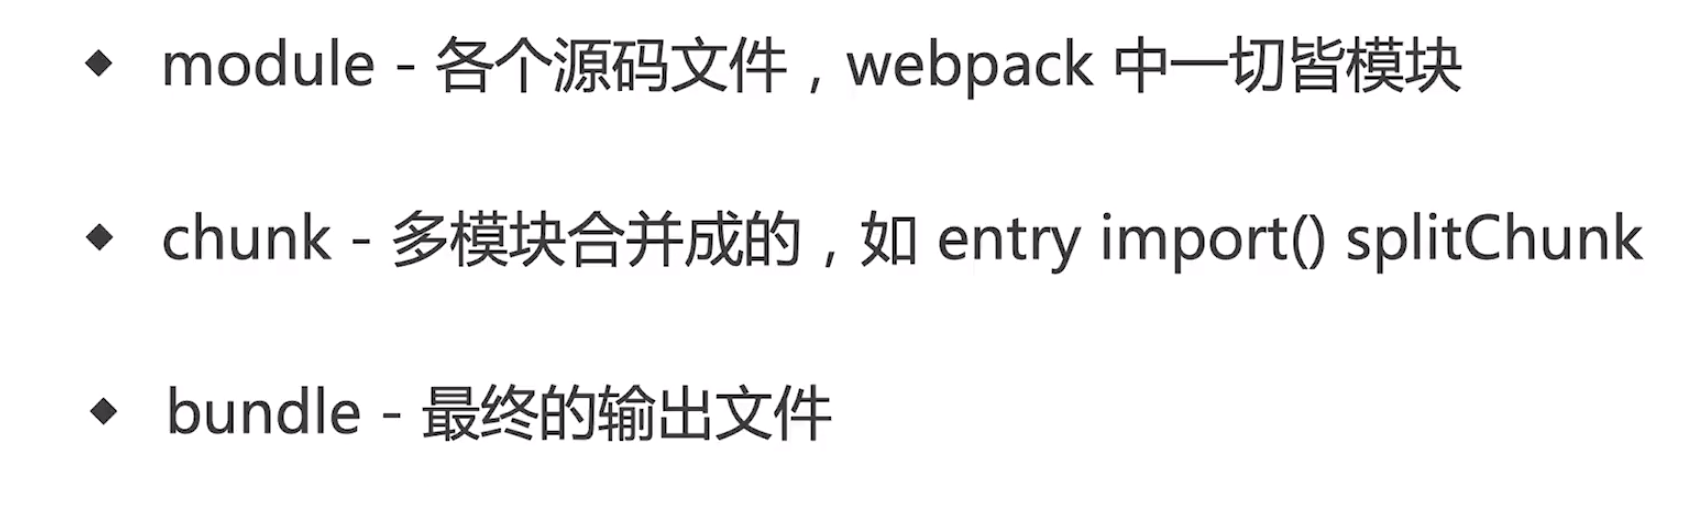 ◆ module - 各个源码文件，webpack 中一切皆模块
◆ chunk - 多模块合并成的，如 entry import() splitChunk
◆ bundle - 最终的输出文件